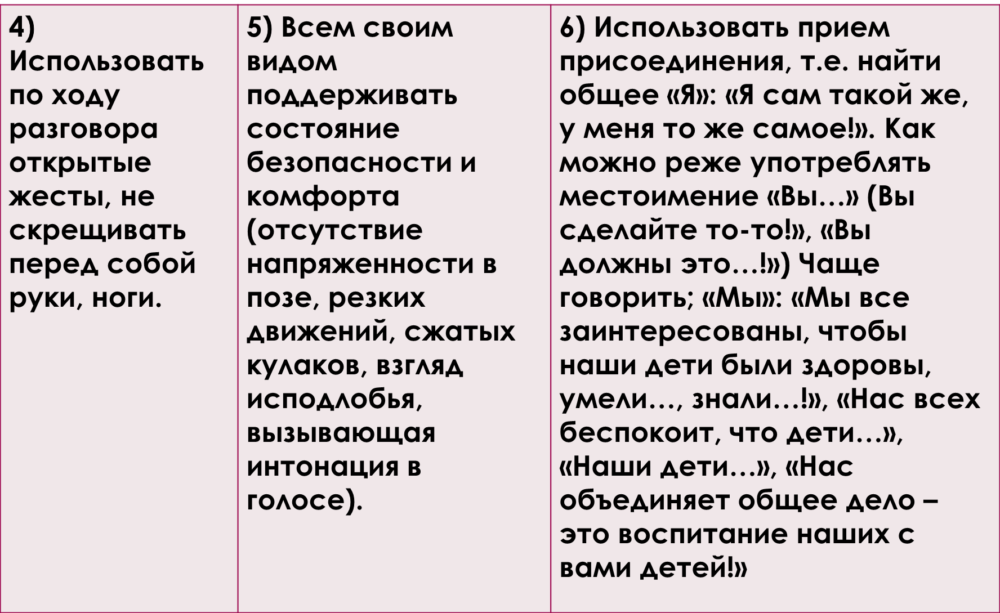 4)
Использовать
по ходу
разговора
открытые
жесты, не
скрещивать
перед собой
руки, ноги.
5) Всем своим
видом
поддерживать
состояние
безопасности и
комфорта
(отсутствие
напряженности в
позе, резких
движений, сжатых
кулаков, взгляд
исподлобья,
вызывающая
интонация в
голосе).
6) Использовать прием
присоединения, т.е. найти
общее «Я»: «Я сам такой же,
у меня то же самое!». Как
можно реже употреблять
местоимение «Вы…» (Вы
сделайте то-то!», «Вы
должны это…!») Чаще
говорить; «Мы»: «Мы все
заинтересованы, чтобы
наши дети были здоровы,
умели…, знали…!», «Нас всех
беспокоит, что дети…»,
«Наши дети…», «Нас
объединяет общее дело –
это воспитание наших с
вами детей!»